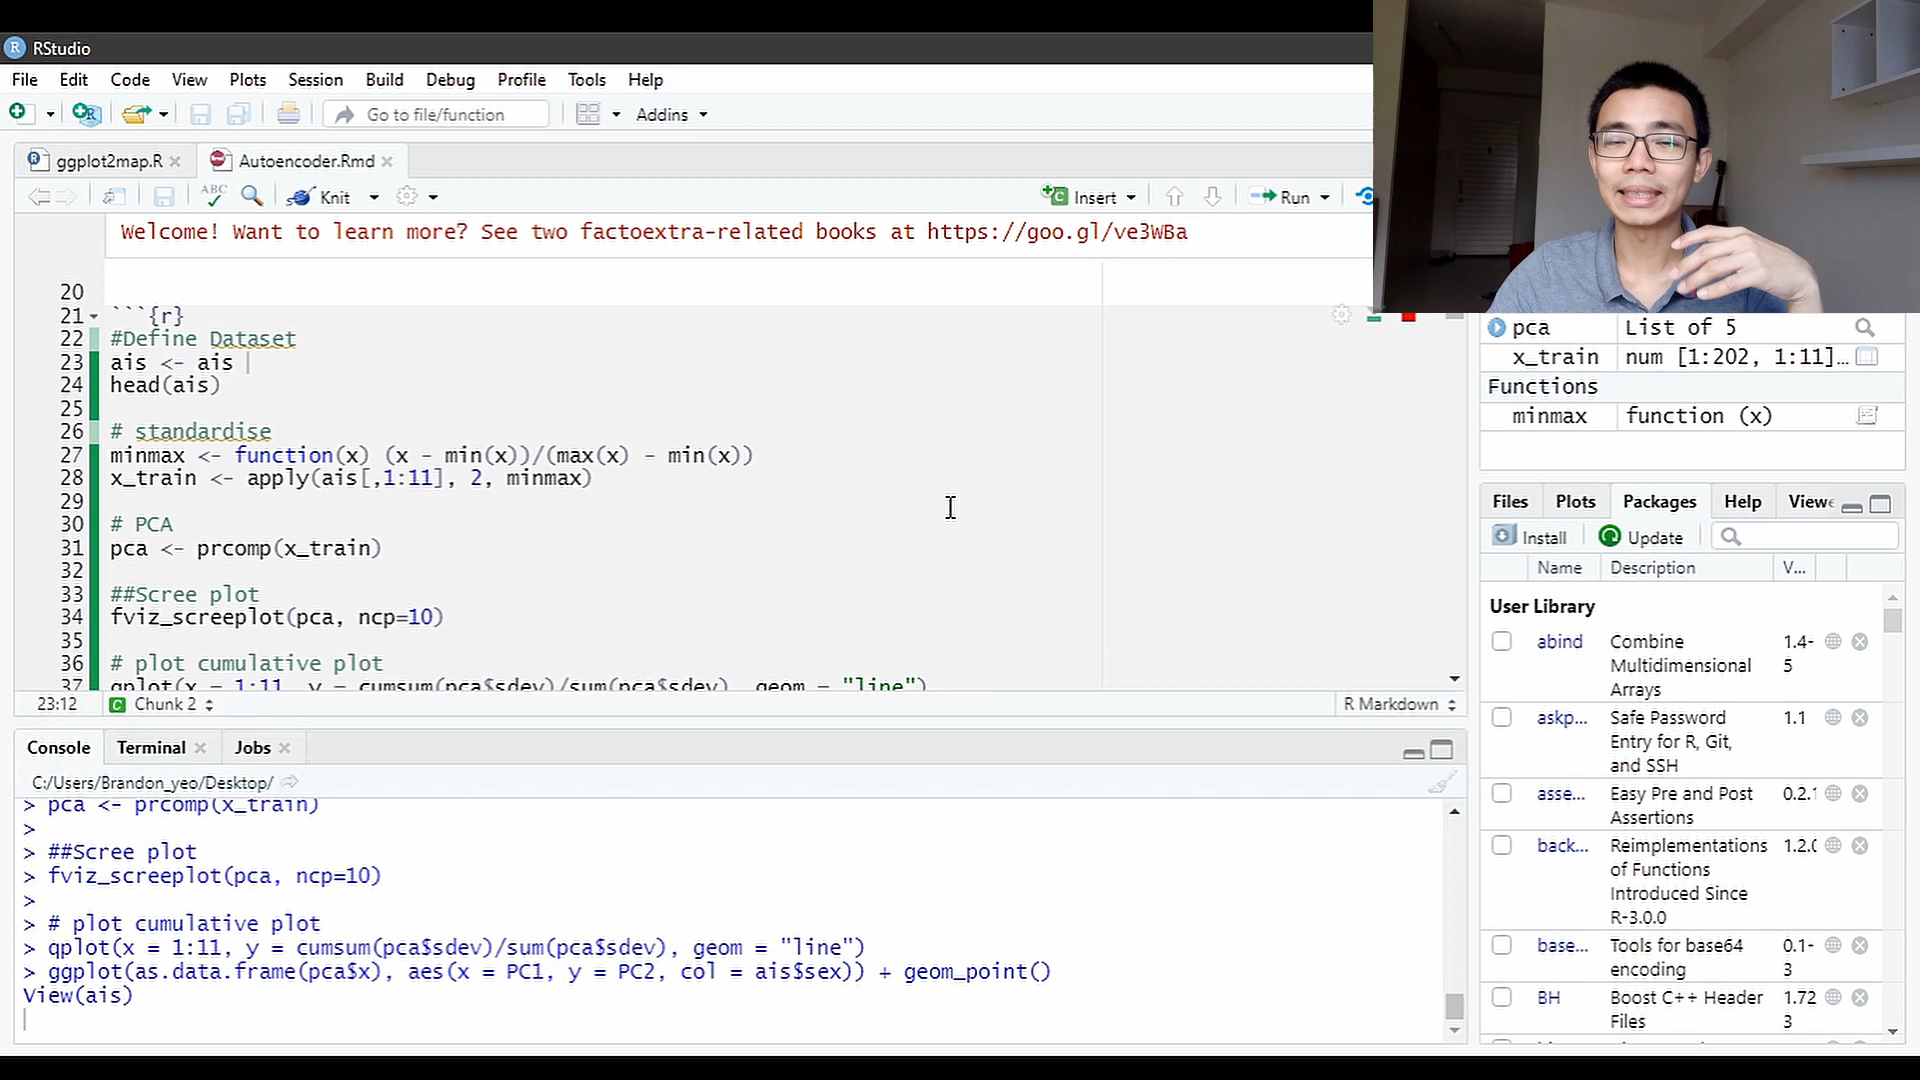 RStudio
File Edit Code View Plots Session Build Debug Profile Tools Help
Go to file/function Addins
ggplot2map.R Autoencoder.Rmd
ABC Knit Insert Run
Welcome! Want to learn more? See two factoextra-related books at https://goo.gl/ve3WBa
20
21 ```{r}
22 #Define Dataset
23 ais <- ais
24 head(ais)
25
26 # standardise
27 minmax <- function(x) (x - min(x))/(max(x) - min(x))
28 x_train <- apply(ais[,1:11], 2, minmax)
29
30 # PCA
31 pca <- prcomp(x_train)
32
33 ##Scree plot
34 fviz_screeplot(pca, ncp=10)
35
36 # plot cumulative plot
37 qplot(x = 1:11, y = cumsum(pca$sdev)/sum(pca$sdev), geom = "line")
23:12 Chunk 2 R Markdown
Console Terminal Jobs
C:/Users/Brandon_yeo/Desktop/
> pca <- prcomp(x_train)
>
> ##Scree plot
> fviz_screeplot(pca, ncp=10)
>
> # plot cumulative plot
> qplot(x = 1:11, y = cumsum(pca$sdev)/sum(pca$sdev), geom = "line")
> ggplot(as.data.frame(pca$x), aes(x = PC1, y = PC2, col = ais$sex)) + geom_point()
View(ais)
pca List of 5
x_train num [1:202, 1:11]...
Functions
minmax function (x)
Files Plots Packages Help Viewe
Install Update
Name Description V...
User Library
abind Combine Multidimensional Arrays 1.4-5
askp... Safe Password Entry for R, Git, and SSH 1.1
asse... Easy Pre and Post Assertions 0.2.1
back... Reimplementations of Functions Introduced Since R-3.0.0 1.2.0
base... Tools for base64 encoding 0.1-3
BH Boost C++ Header Files 1.72 3